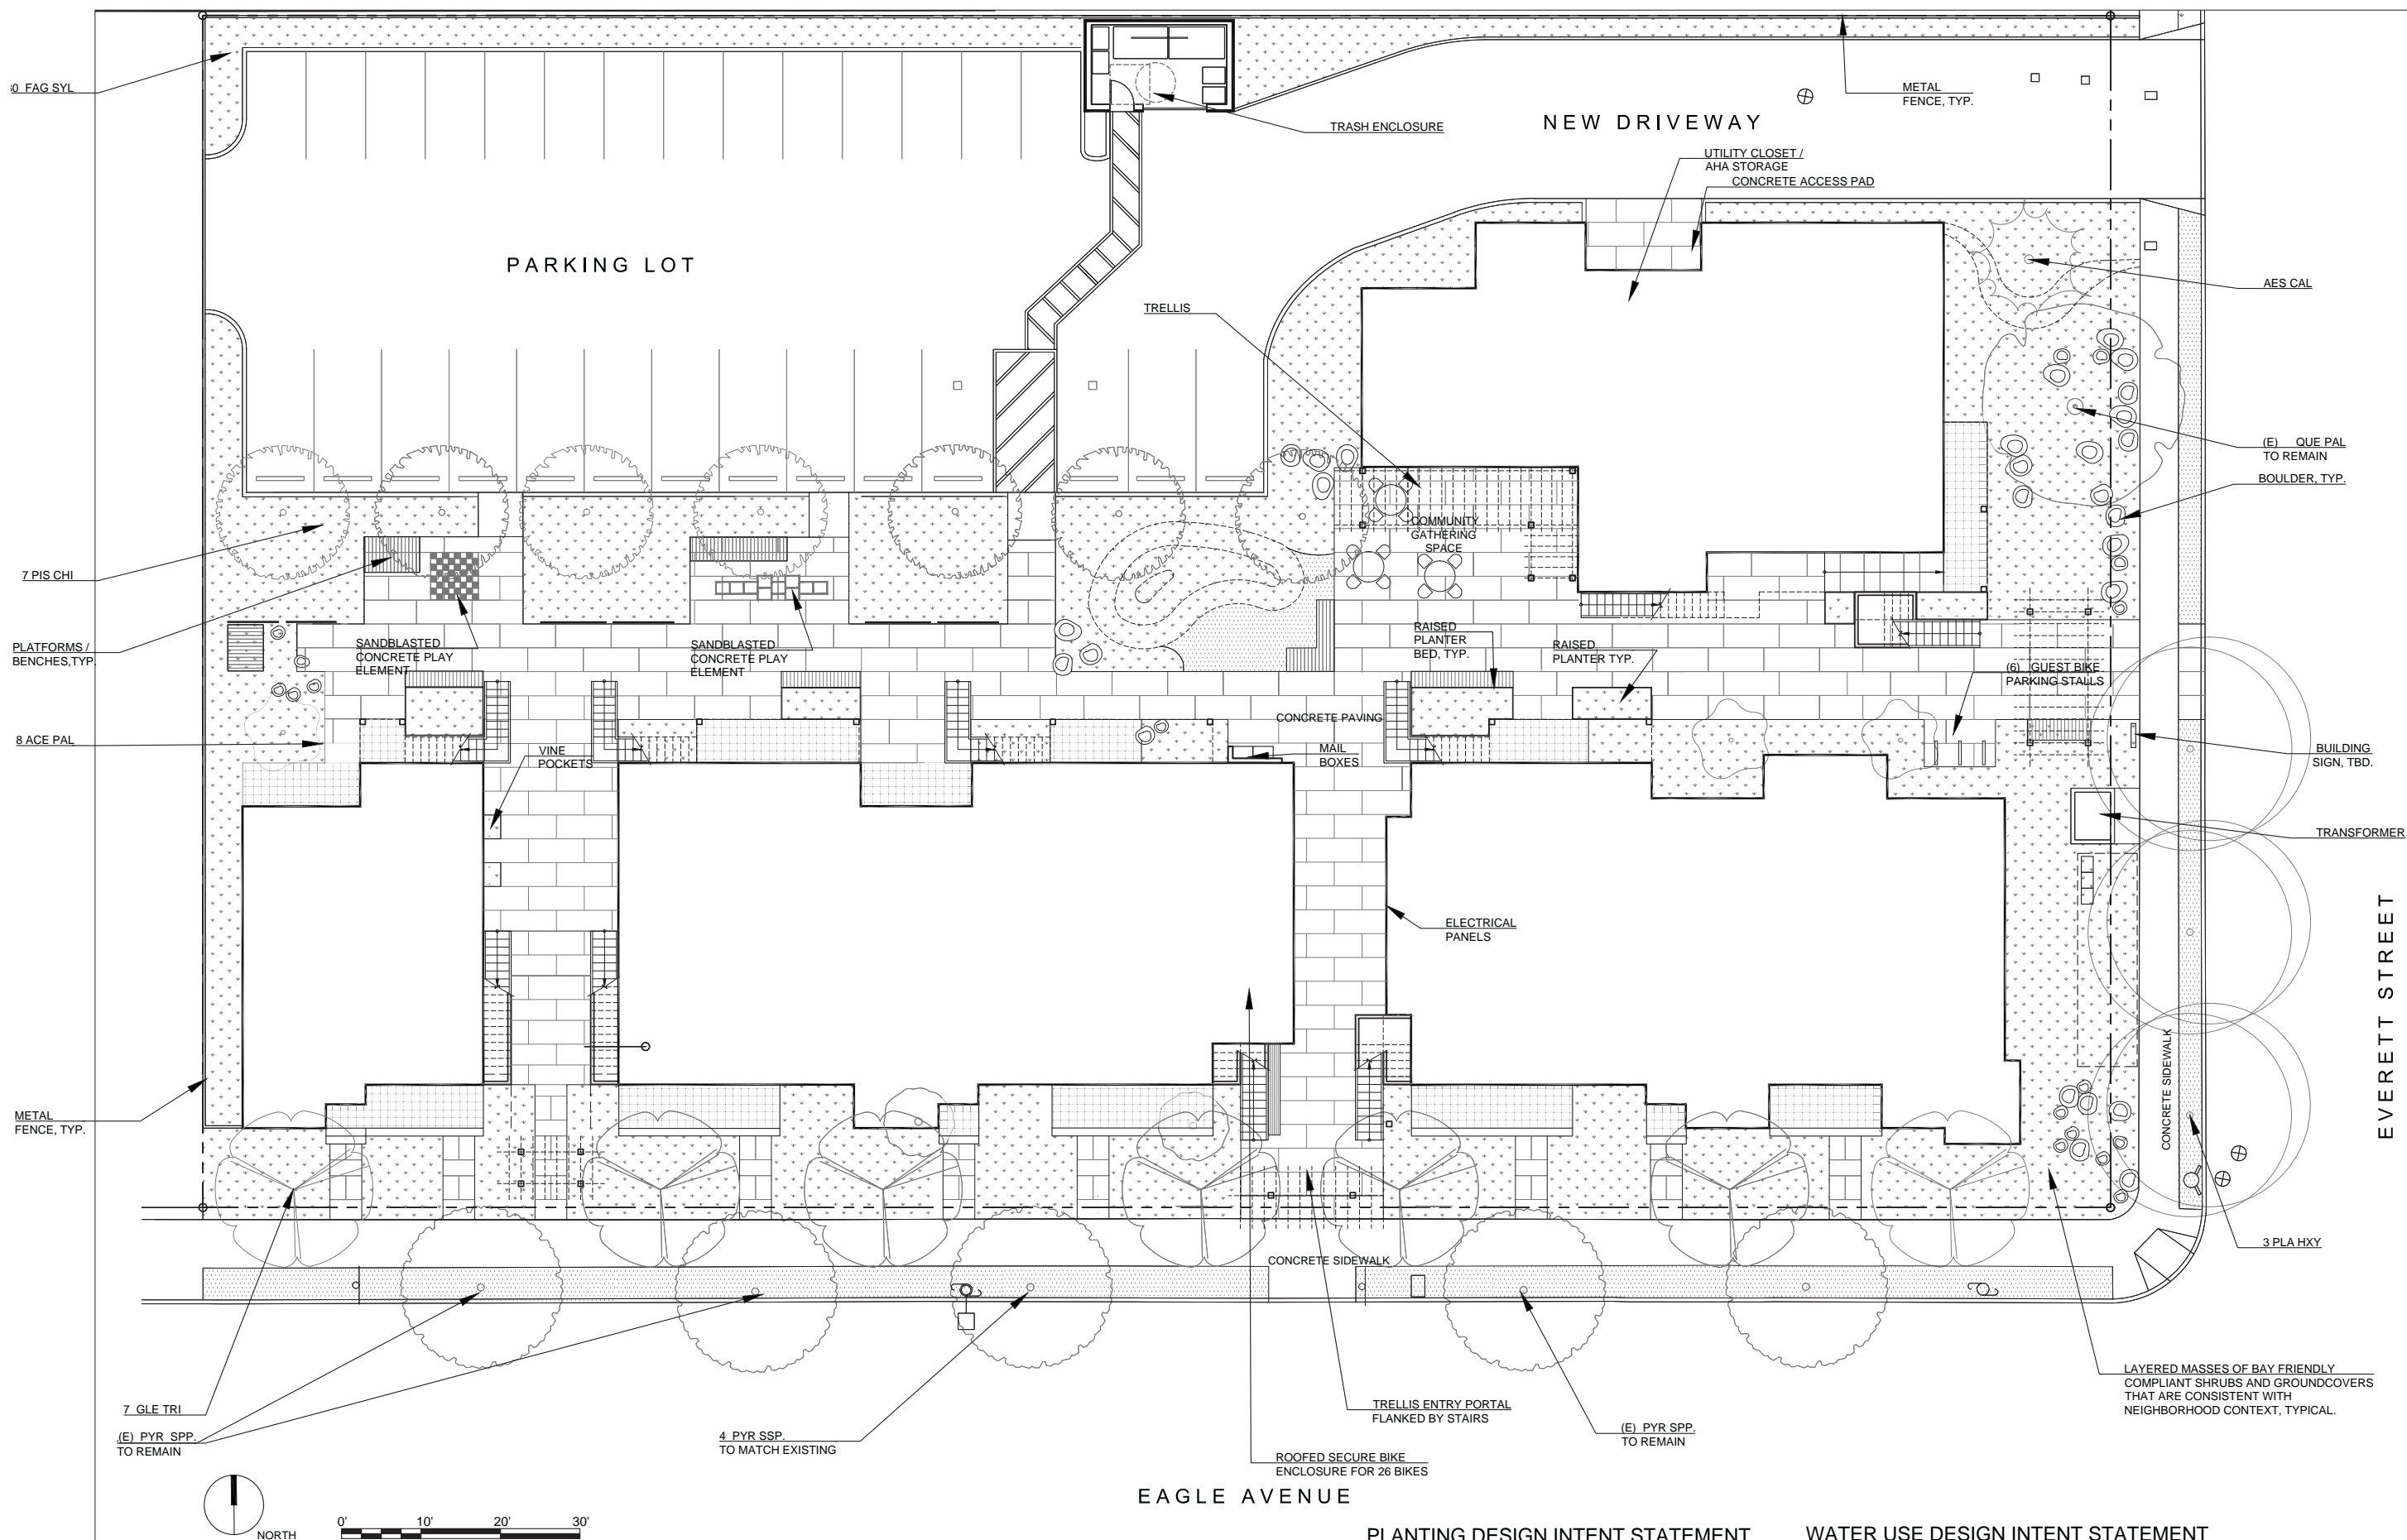 FAG SYL
METAL
FENCE, TYP.
TRASH ENCLOSURE
NEW DRIVEWAY
UTILITY CLOSET /
AHA STORAGE
CONCRETE ACCESS PAD
PARKING LOT
AES CAL
TRELLIS
(E) QUE PAL
TO REMAIN
BOULDER, TYP.
COMMUNITY
GATHERING
SPACE
7 PIS CHI
PLATFORMS /
BENCHES,TYP.
SANDBLASTED
CONCRETE PLAY
ELEMENT
SANDBLASTED
CONCRETE PLAY
ELEMENT
RAISED
PLANTER
BED, TYP.
RAISED
PLANTER TYP.
(6) GUEST BIKE
PARKING STALLS
8 ACE PAL
CONCRETE PAVING
VINE
POCKETS
MAIL
BOXES
BUILDING
SIGN, TBD.
TRANSFORMER
ELECTRICAL
PANELS
EVERETT STREET
CONCRETE SIDEWALK
METAL
FENCE, TYP.
3 PLA HXY
CONCRETE SIDEWALK
LAYERED MASSES OF BAY FRIENDLY
COMPLIANT SHRUBS AND GROUNDCOVERS
THAT ARE CONSISTENT WITH
NEIGHBORHOOD CONTEXT, TYPICAL.
7 GLE TRI
(E) PYR SPP.
TO REMAIN
4 PYR SSP.
TO MATCH EXISTING
TRELLIS ENTRY PORTAL
FLANKED BY STAIRS
(E) PYR SPP.
TO REMAIN
ROOFED SECURE BIKE
ENCLOSURE FOR 26 BIKES
EAGLE AVENUE
NORTH
0' 10' 20' 30'
PLANTING DESIGN INTENT STATEMENT
WATER USE DESIGN INTENT STATEMENT